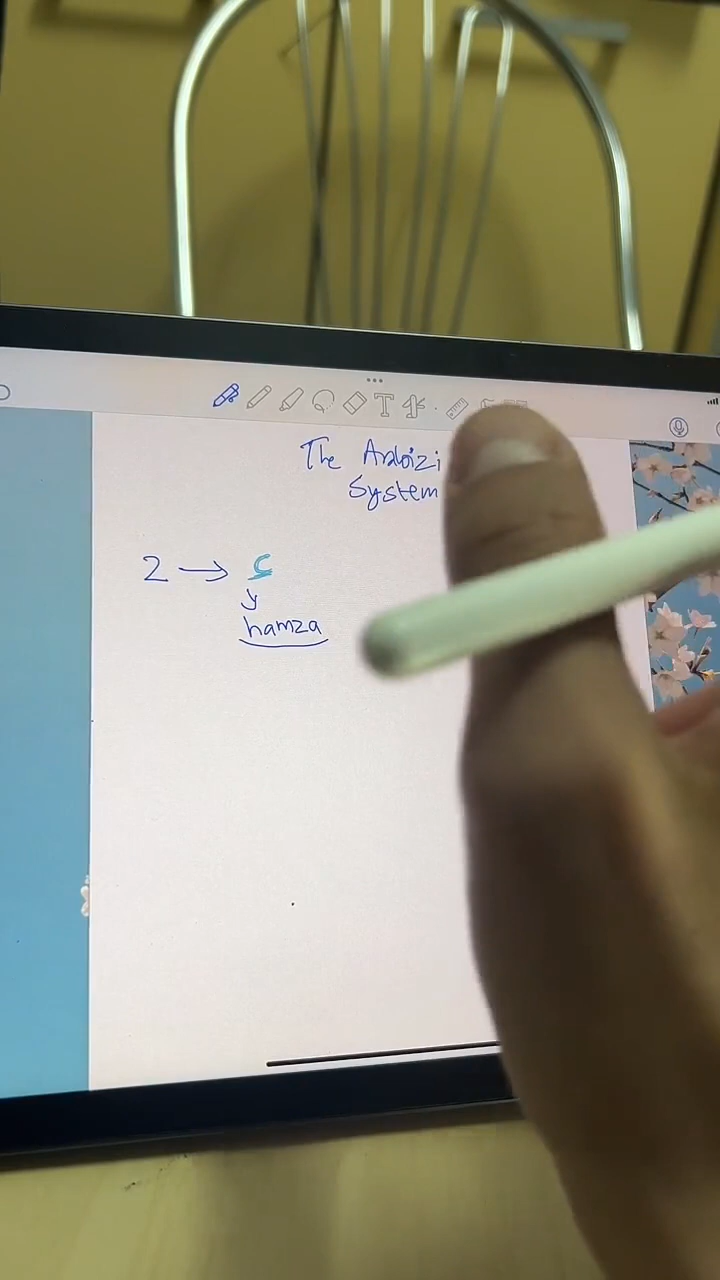 The Arabizi
System
2 → ء
hamza